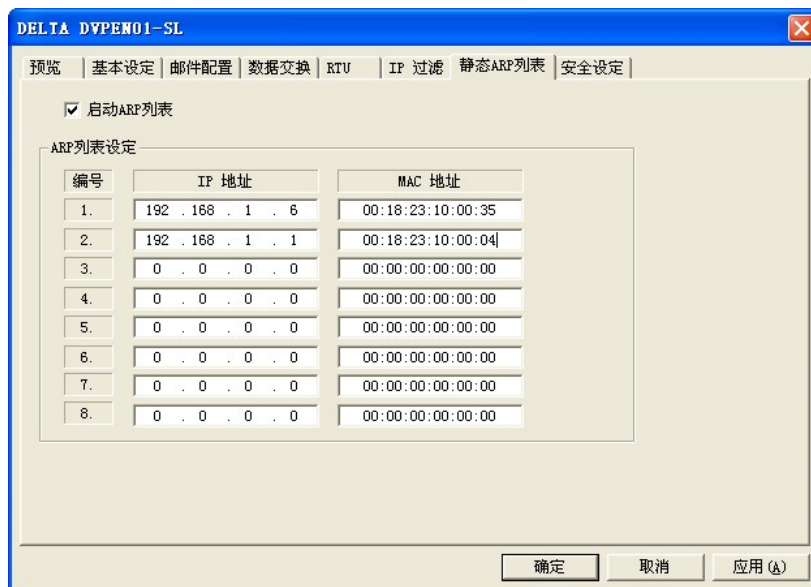 DELTA DVPEN01-SL
预览 基本设定 邮件配置 数据交换 RTU IP 过滤 静态ARP列表 安全设定
启动ARP列表
ARP列表设定
编号 IP 地址 MAC 地址
1. 192 . 168 . 1 . 6 00:18:23:10:00:35
2. 192 . 168 . 1 . 1 00:18:23:10:00:04
3. 0 . 0 . 0 . 0 00:00:00:00:00:00
4. 0 . 0 . 0 . 0 00:00:00:00:00:00
5. 0 . 0 . 0 . 0 00:00:00:00:00:00
6. 0 . 0 . 0 . 0 00:00:00:00:00:00
7. 0 . 0 . 0 . 0 00:00:00:00:00:00
8. 0 . 0 . 0 . 0 00:00:00:00:00:00
确定 取消 应用(A)